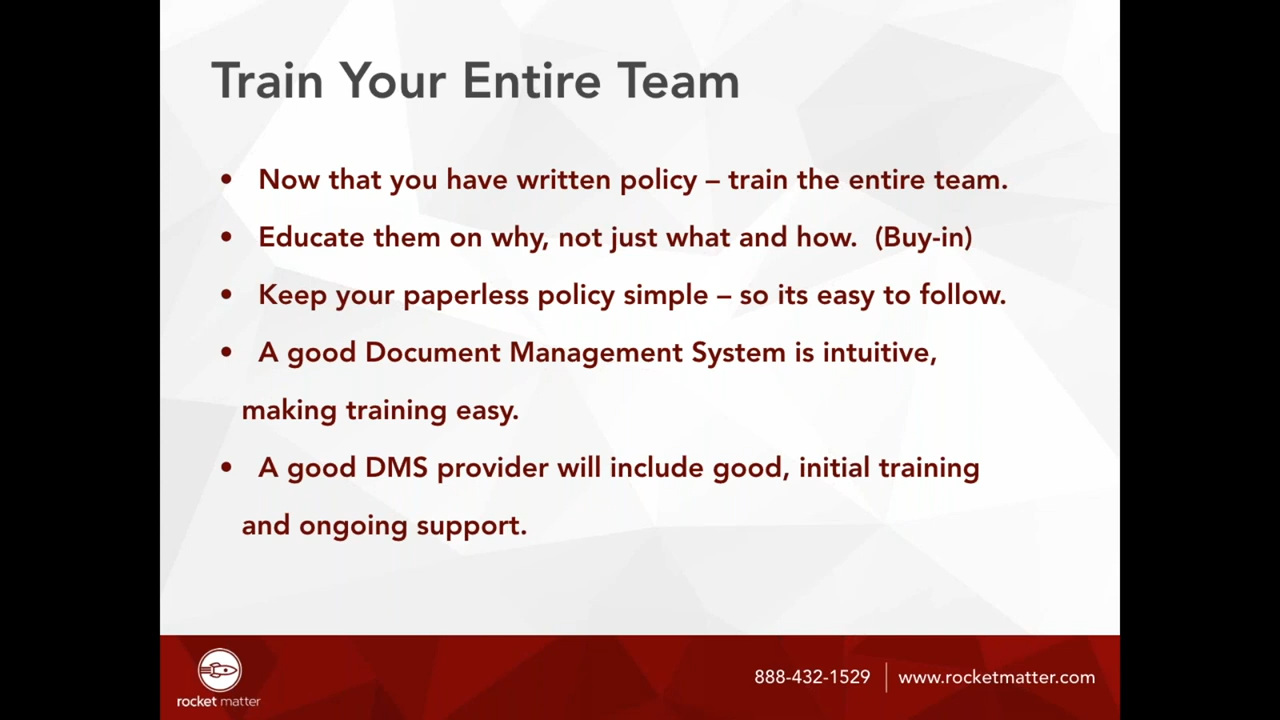 Train Your Entire Team
• Now that you have written policy – train the entire team.
• Educate them on why, not just what and how.  (Buy-in)
• Keep your paperless policy simple – so its easy to follow.
• A good Document Management System is intuitive,
making training easy.
• A good DMS provider will include good, initial training
and ongoing support.
rocket matter
888-432-1529 | www.rocketmatter.com